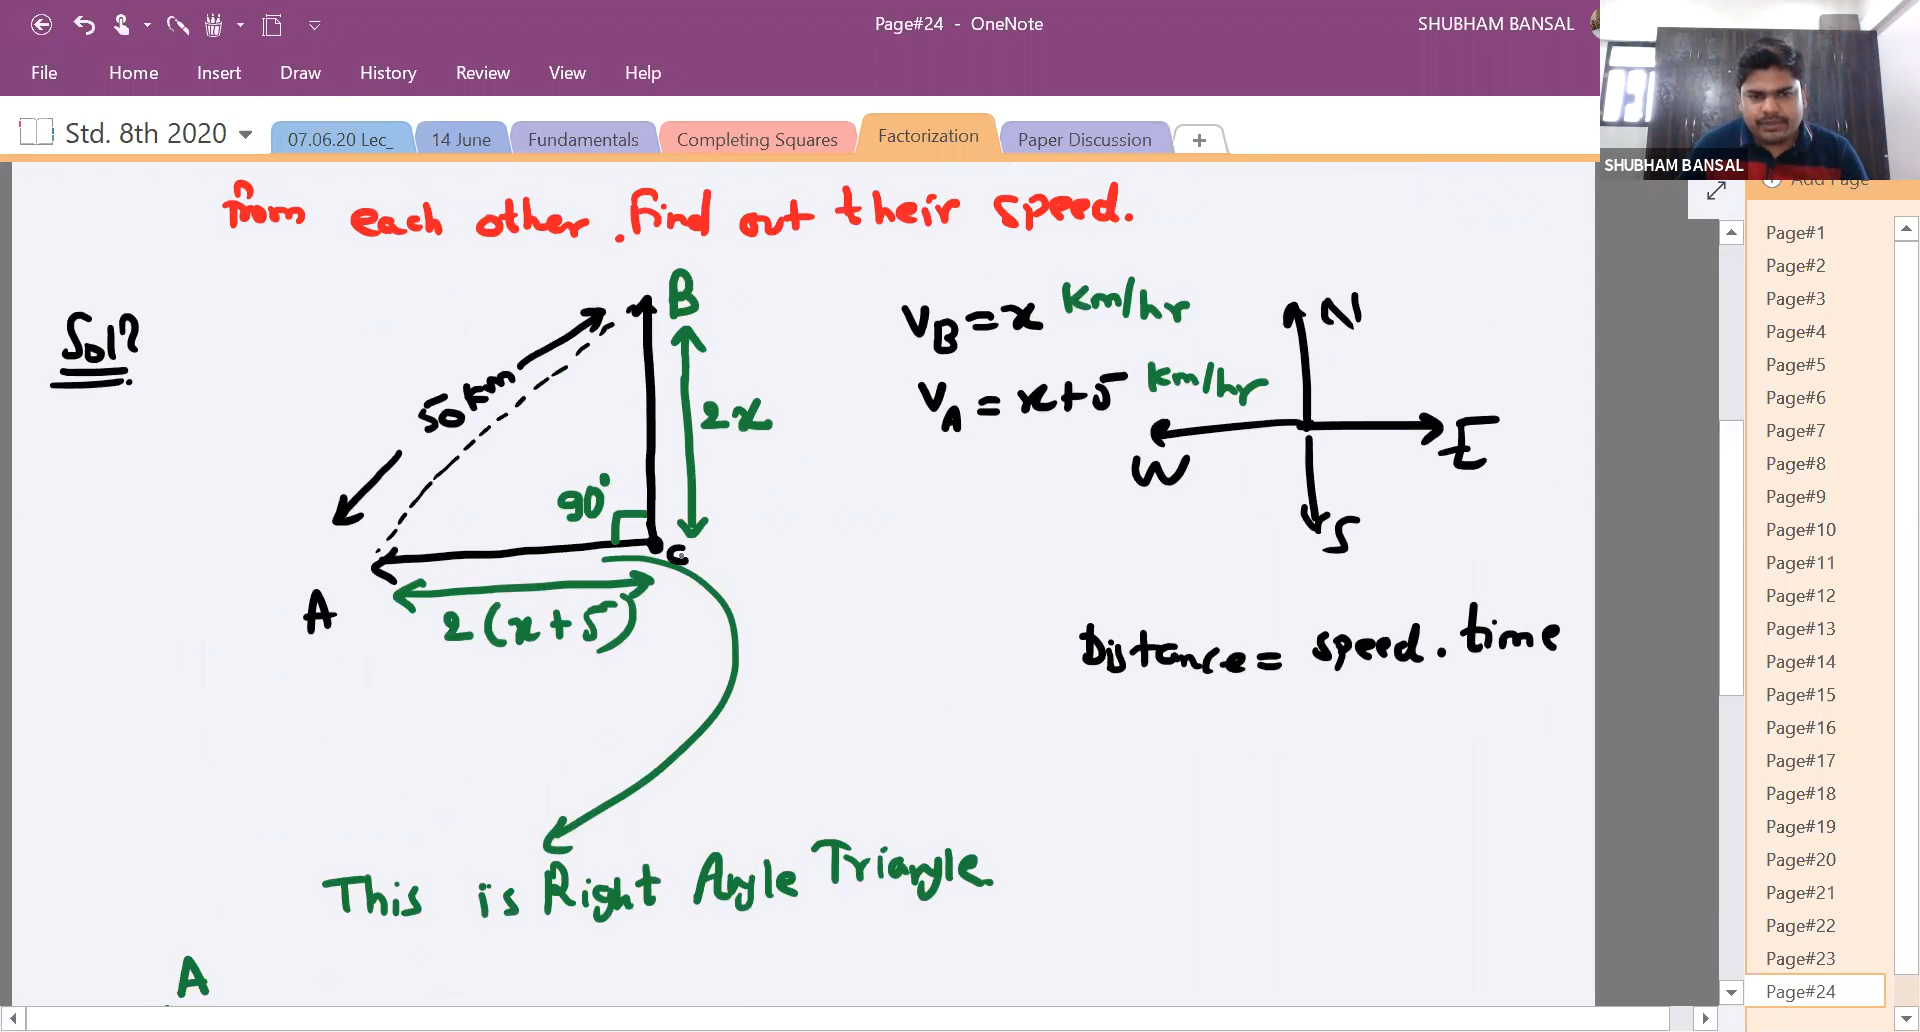 Page#24 - OneNote
SHUBHAM BANSAL
File Home Insert Draw History Review View Help
Std. 8th 2020
07.06.20 Lec_
14 June
Fundamentals
Completing Squares
Factorization
Paper Discussion
+
SHUBHAM BANSAL
Add Page
from each other. Find out their speed.
Sol?
B
50 km
2x
90°
C
A
2(x+5)
VB = x km/hr
VA = x+5 km/hr
N
W
E
S
Distance = speed . time
This is Right Angle Triangle
A
Page#1
Page#2
Page#3
Page#4
Page#5
Page#6
Page#7
Page#8
Page#9
Page#10
Page#11
Page#12
Page#13
Page#14
Page#15
Page#16
Page#17
Page#18
Page#19
Page#20
Page#21
Page#22
Page#23
Page#24